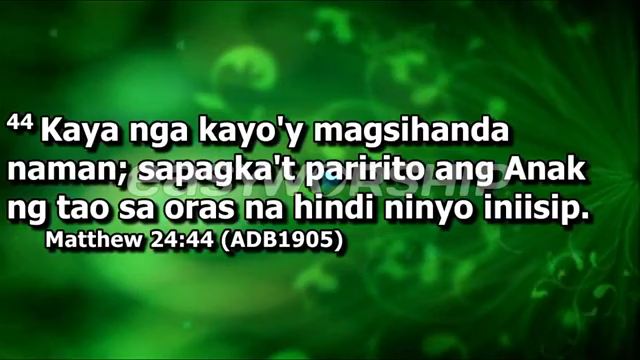 44 Kaya nga kayo'y magsihanda
naman; sapagka't paririto ang Anak
ng tao sa oras na hindi ninyo iniisip.
Matthew 24:44 (ADB1905)
EASYWORSHIP